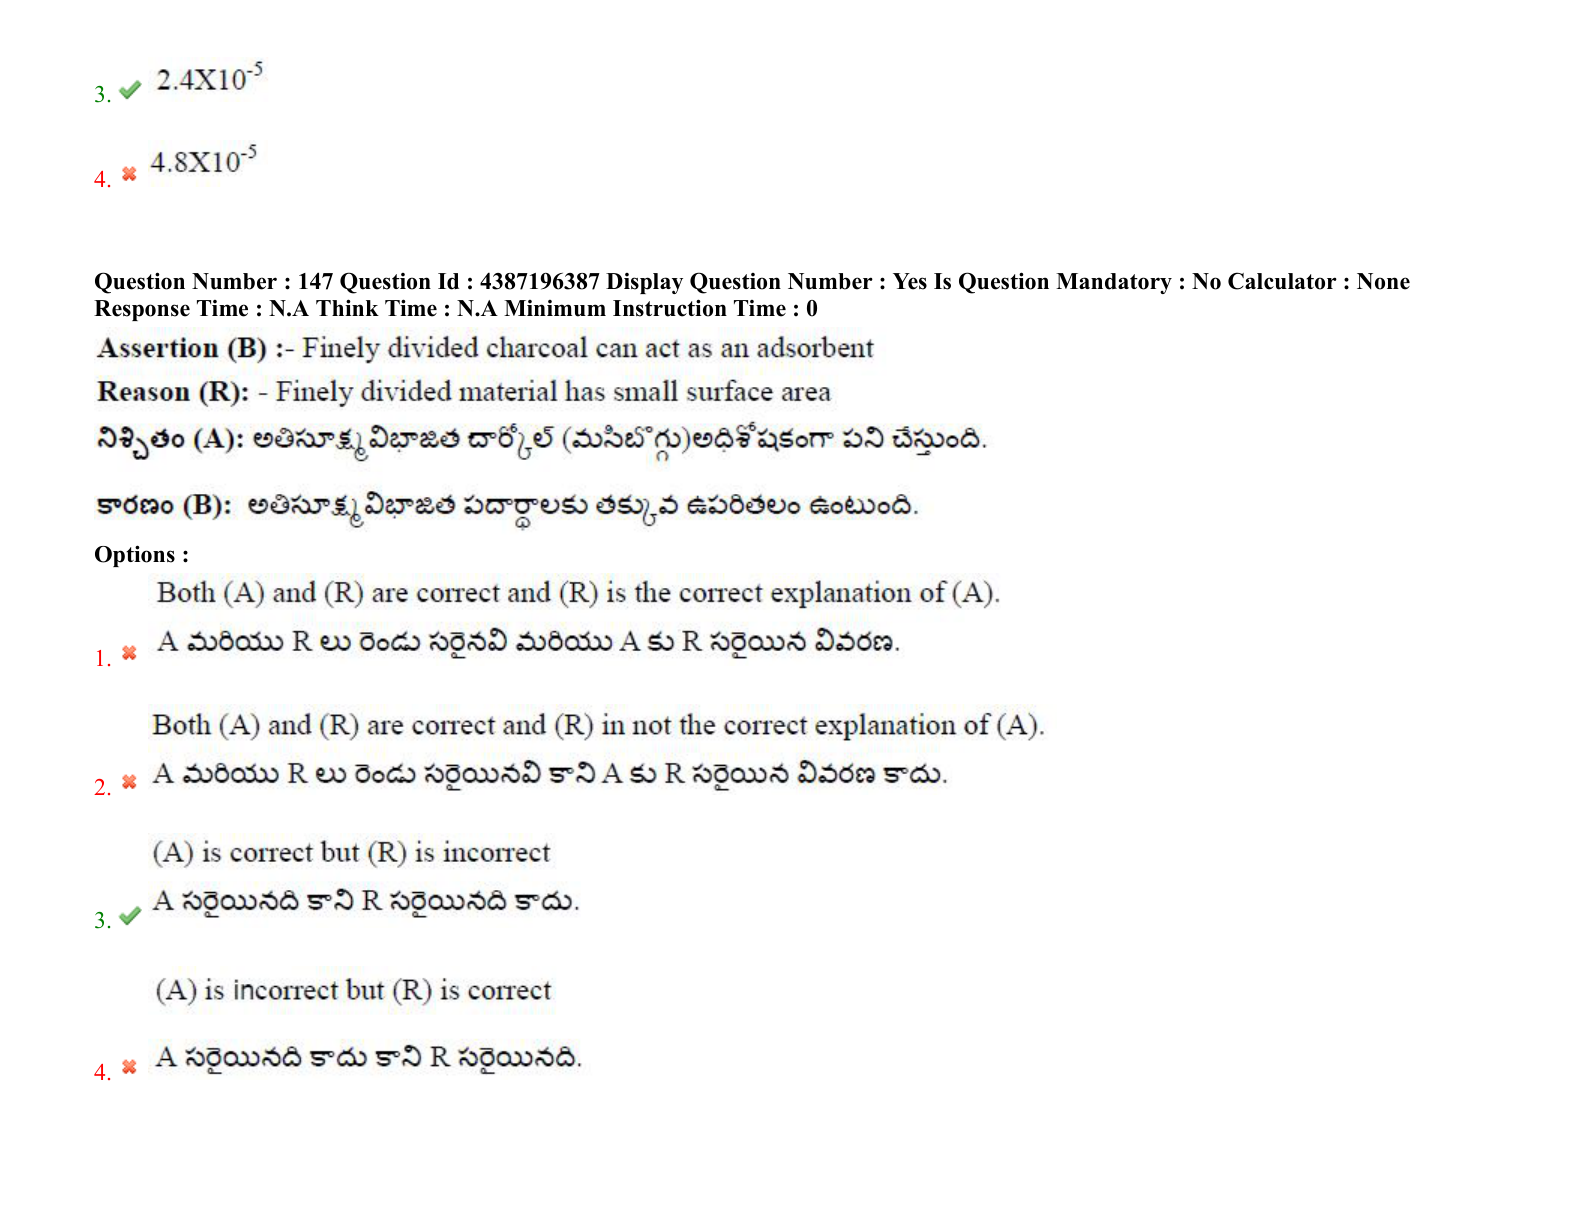 3. 2.4X10⁻⁵
4. 4.8X10⁻⁵
Question Number : 147 Question Id : 4387196387 Display Question Number : Yes Is Question Mandatory : No Calculator : None
Response Time : N.A Think Time : N.A Minimum Instruction Time : 0
Assertion (B) :- Finely divided charcoal can act as an adsorbent
Reason (R): - Finely divided material has small surface area
నిశ్చితం (A): అతిసూక్ష్మ విభాజిత చార్కోల్ (మసిబొగ్గు)అధిశోషకంగా పని చేస్తుంది.
కారణం (B): అతిసూక్ష్మ విభాజిత పదార్థాలకు తక్కువ ఉపరితలం ఉంటుంది.
Options :
Both (A) and (R) are correct and (R) is the correct explanation of (A).
1. A మరియు R లు రెండు సరైనవి మరియు A కు R సరైయిన వివరణ.
Both (A) and (R) are correct and (R) in not the correct explanation of (A).
2. A మరియు R లు రెండు సరైయినవి కాని A కు R సరైయిన వివరణ కాదు.
(A) is correct but (R) is incorrect
3. A సరైయినది కాని R సరైయినది కాదు.
(A) is incorrect but (R) is correct
4. A సరైయినది కాదు కాని R సరైయినది.